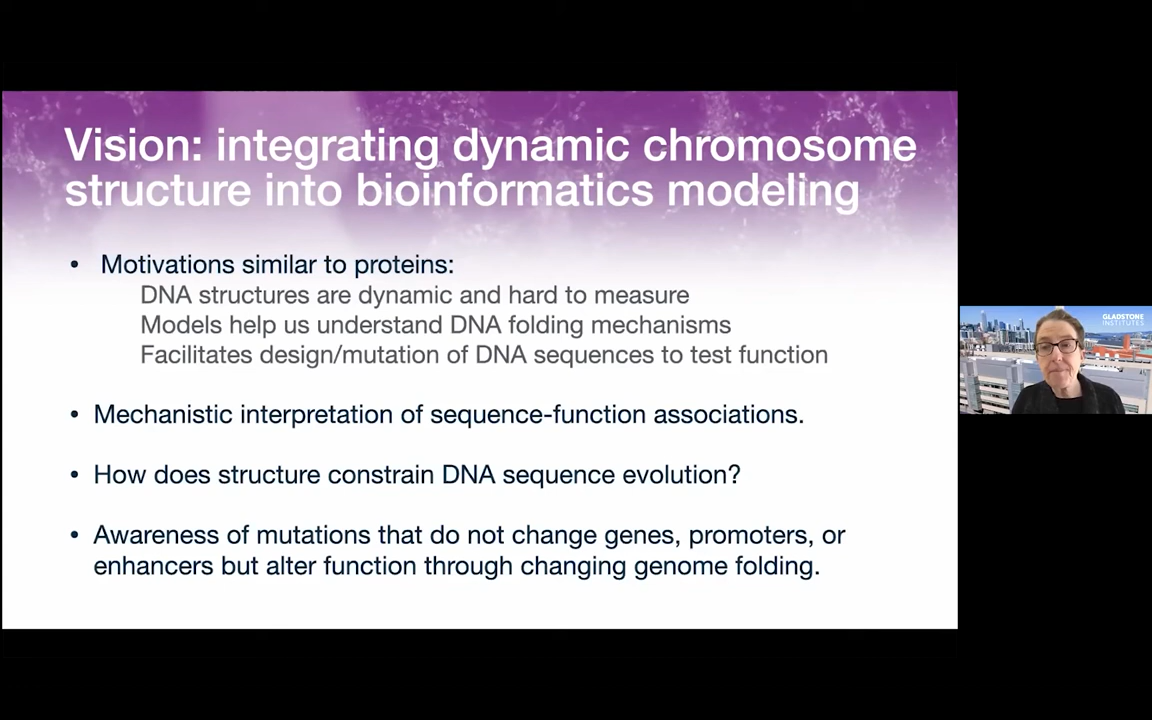 Vision: integrating dynamic chromosome
structure into bioinformatics modeling
• Motivations similar to proteins:
DNA structures are dynamic and hard to measure
Models help us understand DNA folding mechanisms
Facilitates design/mutation of DNA sequences to test function
• Mechanistic interpretation of sequence-function associations.
• How does structure constrain DNA sequence evolution?
• Awareness of mutations that do not change genes, promoters, or
enhancers but alter function through changing genome folding.
GLADSTONE
INSTITUTES